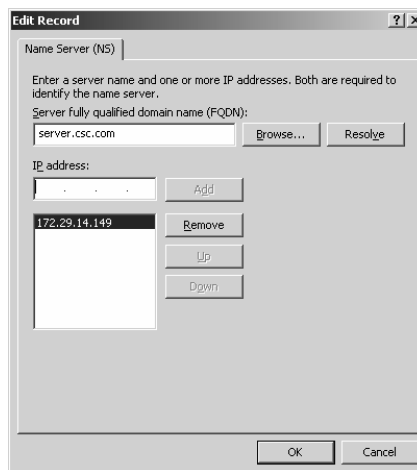 Edit Record
Name Server (NS)
Enter a server name and one or more IP addresses. Both are required to
identify the name server.
Server fully qualified domain name (FQDN):
server.csc.com
Browse...
Resolve
IP address:
. . .
Add
172.29.14.149
Remove
Up
Down
OK
Cancel